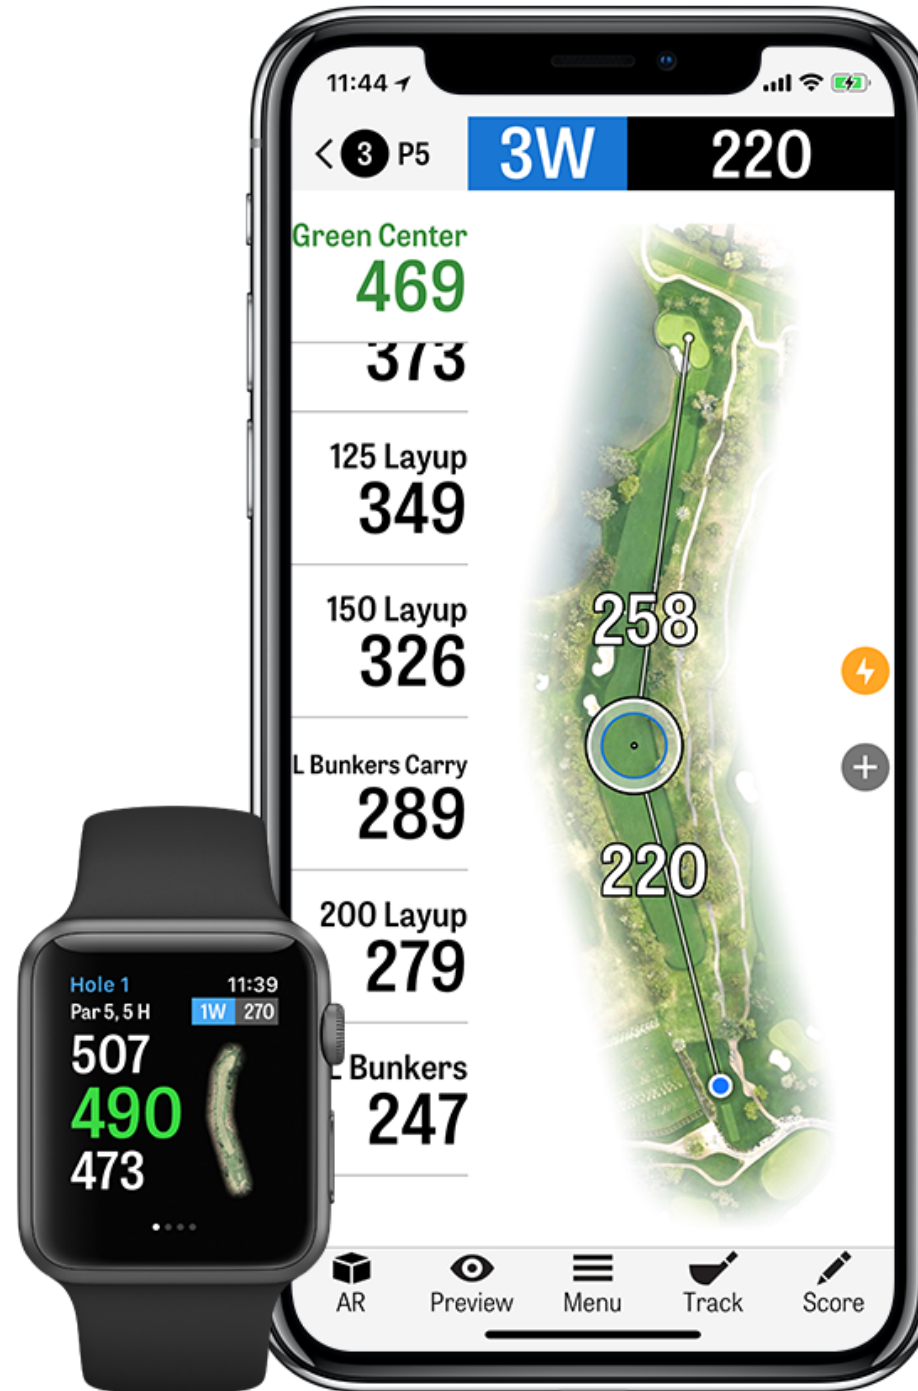 11:44
3 P5 3W 220
Green Center
469
373
125 Layup
349
150 Layup
326
L Bunkers Carry
289
200 Layup
279
L Bunkers
247
258
220
AR Preview Menu Track Score
Hole 1 11:39
Par 5, 5 H 1W 270
507
490
473